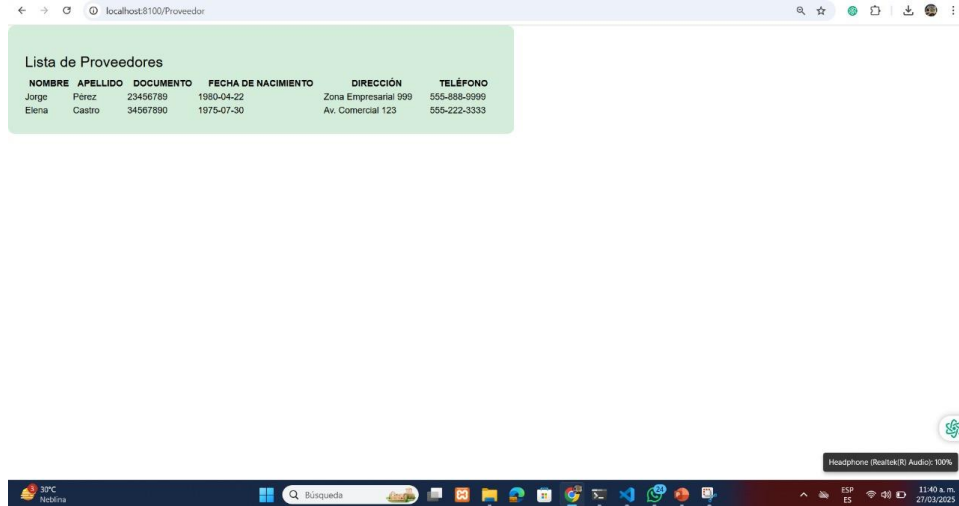 localhost:8100/Proveedor
Lista de Proveedores
NOMBRE APELLIDO DOCUMENTO FECHA DE NACIMIENTO DIRECCIÓN TELÉFONO
Jorge Pérez 23456789 1980-04-22 Zona Empresarial 999 555-888-9999
Elena Castro 34567890 1975-07-30 Av. Comercial 123 555-222-3333
Headphone (Realtek(R) Audio): 100%
30°C
Neblina
Búsqueda
24
ESP
ES
11:40 a. m.
27/03/2025